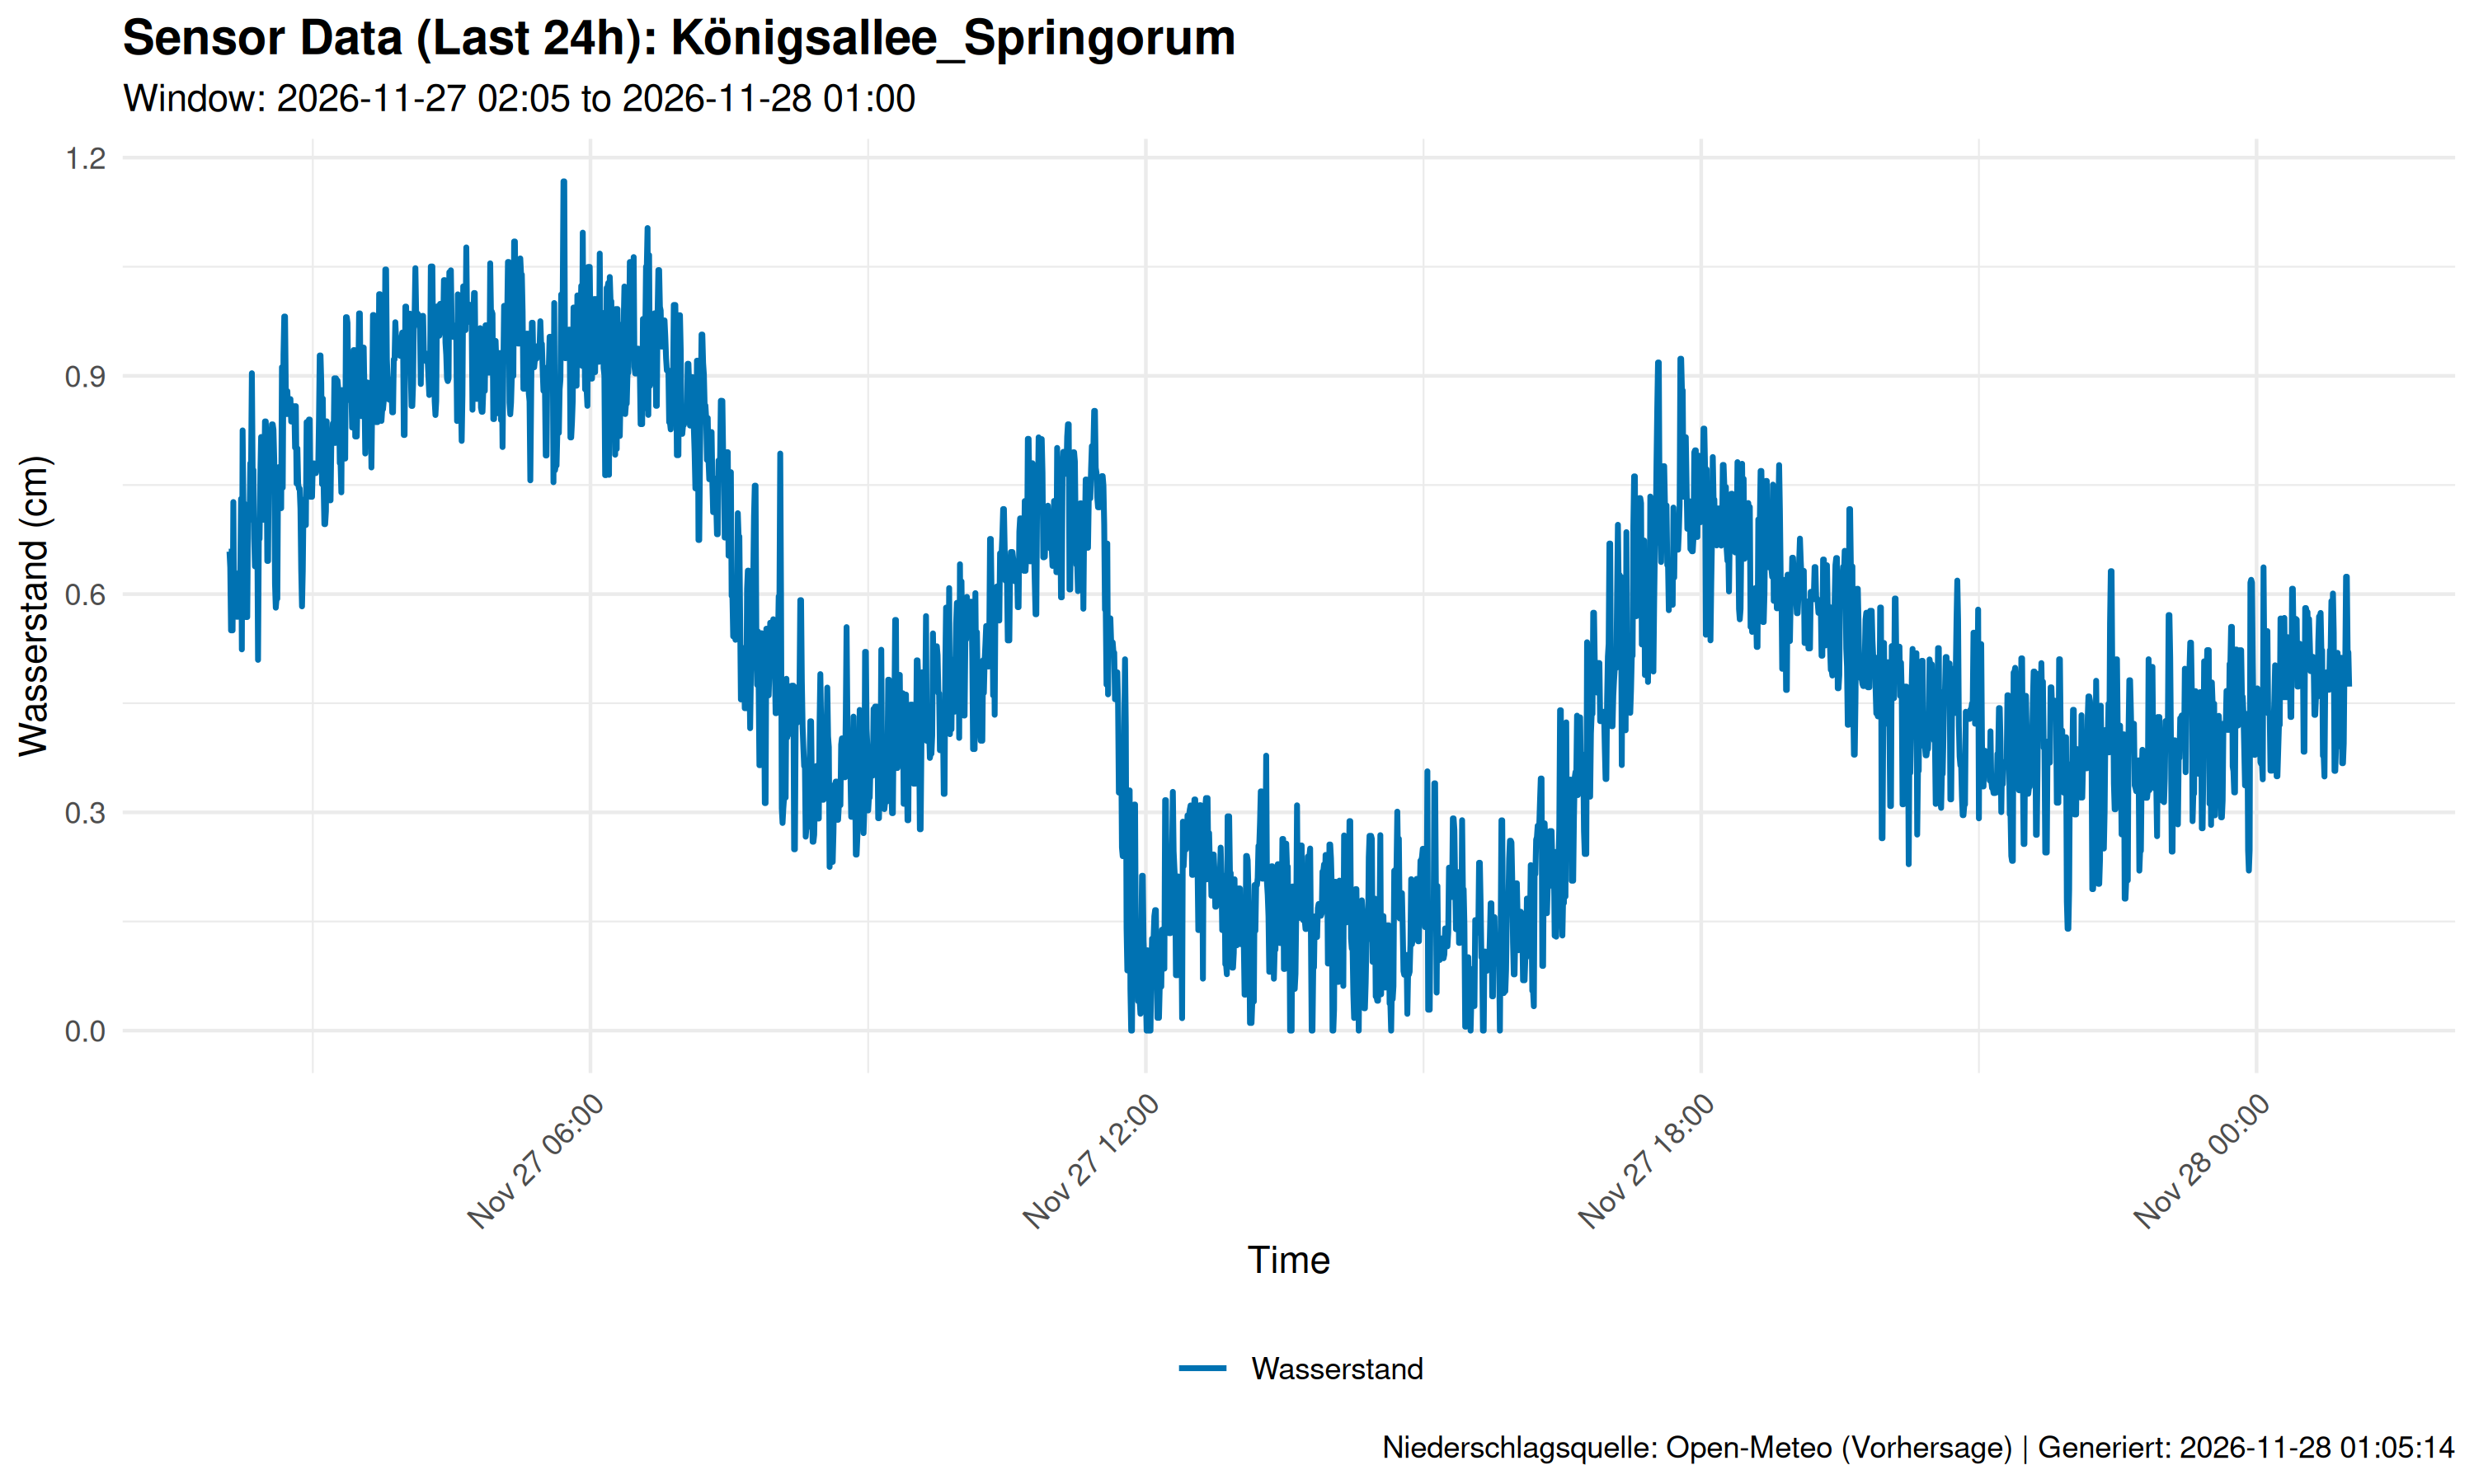 Sensor Data (Last 24h): Königsallee_Springorum
Window: 2026-11-27 02:05 to 2026-11-28 01:00
Wasserstand (cm)
1.2
0.9
0.6
0.3
0.0
Nov 27 06:00
Nov 27 12:00
Nov 27 18:00
Nov 28 00:00
Time
Wasserstand
Niederschlagsquelle: Open-Meteo (Vorhersage) | Generiert: 2026-11-28 01:05:14